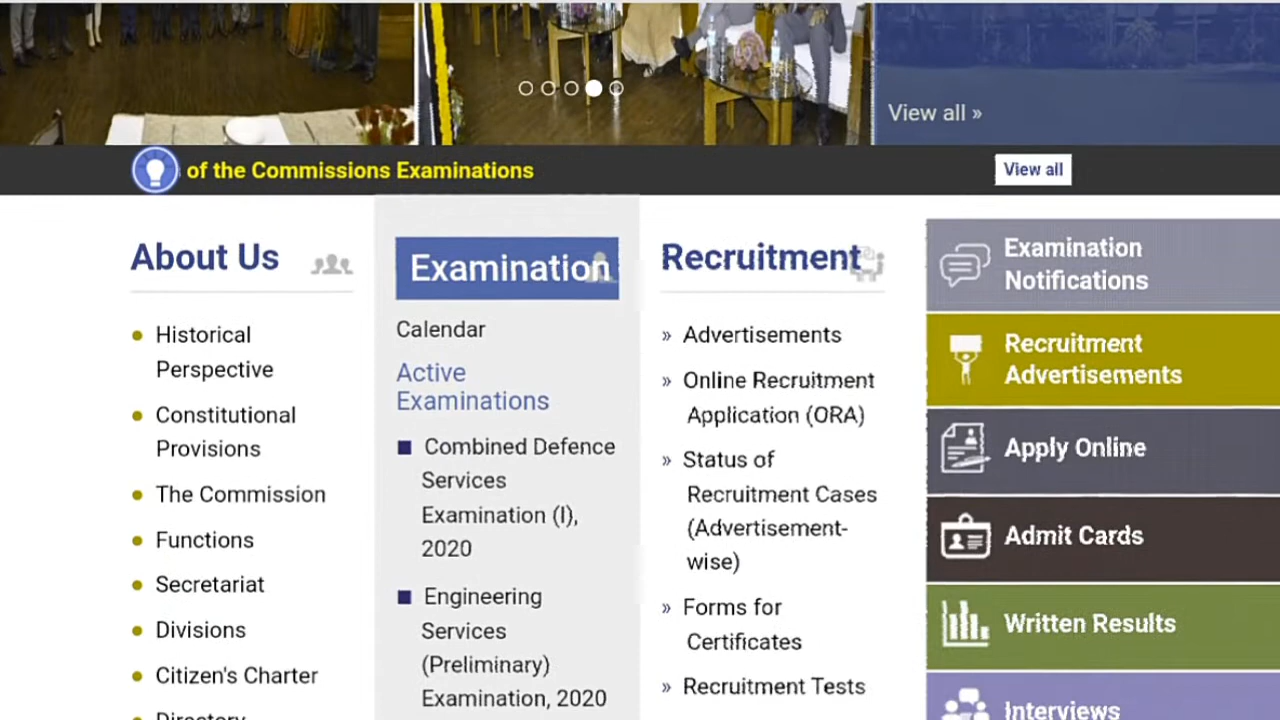 View all »
of the Commissions Examinations
View all
About Us
Historical
Perspective
Constitutional
Provisions
The Commission
Functions
Secretariat
Divisions
Citizen's Charter
Directory
Examination
Calendar
Active
Examinations
Combined Defence
Services
Examination (I),
2020
Engineering
Services
(Preliminary)
Examination, 2020
Recruitment
» Advertisements
» Online Recruitment
Application (ORA)
» Status of
Recruitment Cases
(Advertisement-
wise)
» Forms for
Certificates
» Recruitment Tests
Examination
Notifications
Recruitment
Advertisements
Apply Online
Admit Cards
Written Results
Interviews